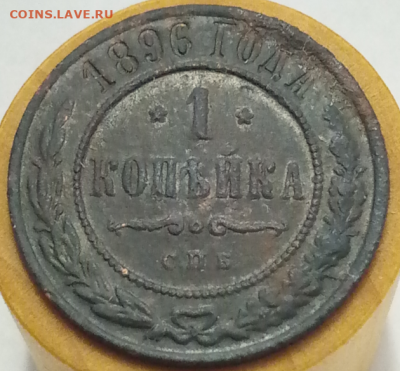 COINS.LAVE.RU
1896 ГОДА
1
КОПѢЙКА
СПБ